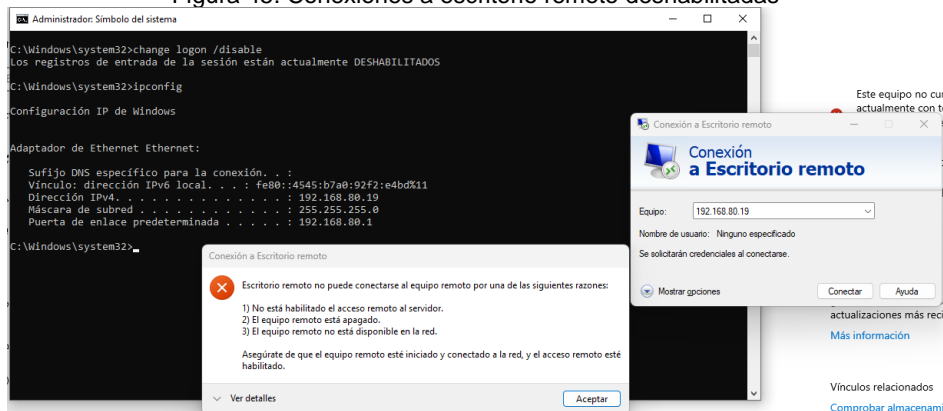 Figura 45. Conexiones a escritorio remoto deshabilitadas
Administrador: Símbolo del sistema
C:\Windows\system32>change logon /disable
Los registros de entrada de la sesión están actualmente DESHABILITADOS
C:\Windows\system32>ipconfig
Configuración IP de Windows
Adaptador de Ethernet Ethernet:
Sufijo DNS específico para la conexión. . :
Vínculo: dirección IPv6 local. . . : fe80::4545:b7a0:92f2:e4bd%11
Dirección IPv4. . . . . . . . . . . . . . : 192.168.80.19
Máscara de subred . . . . . . . . . . . . : 255.255.255.0
Puerta de enlace predeterminada . . . . . : 192.168.80.1
C:\Windows\system32>
Conexión a Escritorio remoto
Escritorio remoto no puede conectarse al equipo remoto por una de las siguientes razones:
1) No está habilitado el acceso remoto al servidor.
2) El equipo remoto está apagado.
3) El equipo remoto no está disponible en la red.
Asegúrate de que el equipo remoto esté iniciado y conectado a la red, y el acceso remoto esté
habilitado.
Ver detalles
Aceptar
Este equipo no
actualmente con
Conexión a Escritorio remoto
Conexión
a Escritorio remoto
Equipo:
192.168.80.19
Nombre de usuario: Ninguno especificado
Se solicitarán credenciales al conectarse.
Mostrar opciones
Conectar
Ayuda
actualizaciones más
Más información
Vínculos relacionados
Comprobar